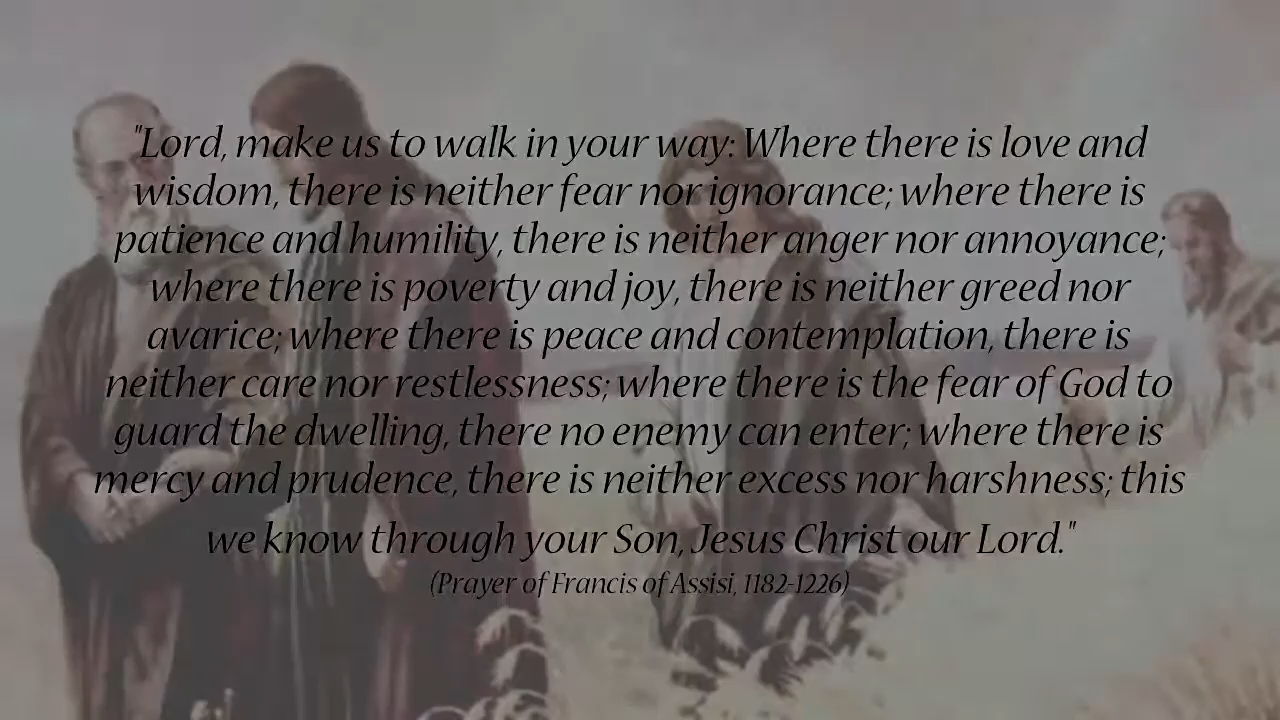 "Lord, make us to walk in your way: Where there is love and
wisdom, there is neither fear nor ignorance; where there is
patience and humility, there is neither anger nor annoyance;
where there is poverty and joy, there is neither greed nor
avarice; where there is peace and contemplation, there is
neither care nor restlessness; where there is the fear of God to
guard the dwelling, there no enemy can enter; where there is
mercy and prudence, there is neither excess nor harshness; this
we know through your Son, Jesus Christ our Lord."
(Prayer of Francis of Assisi, 1182-1226)